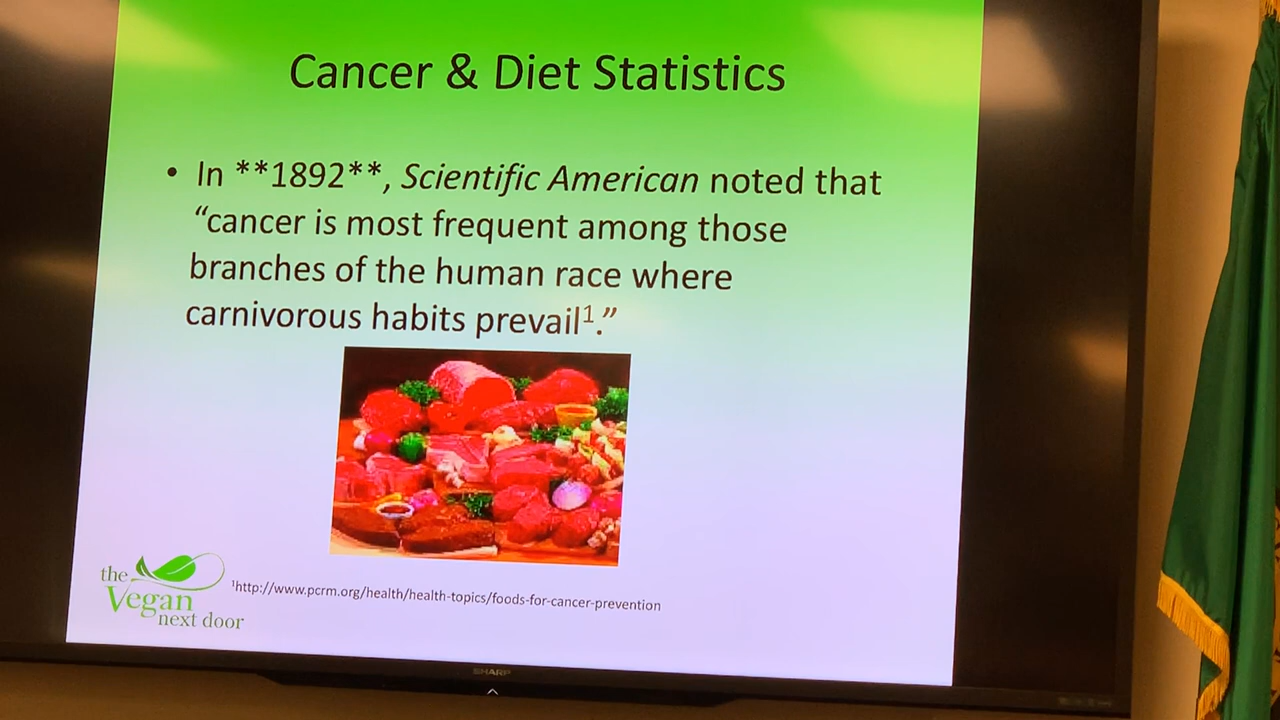 Cancer & Diet Statistics
• In **1892**, Scientific American noted that
“cancer is most frequent among those
branches of the human race where
carnivorous habits prevail¹.”
the
Vegan
next door
¹http://www.pcrm.org/health/health-topics/foods-for-cancer-prevention
SHARP